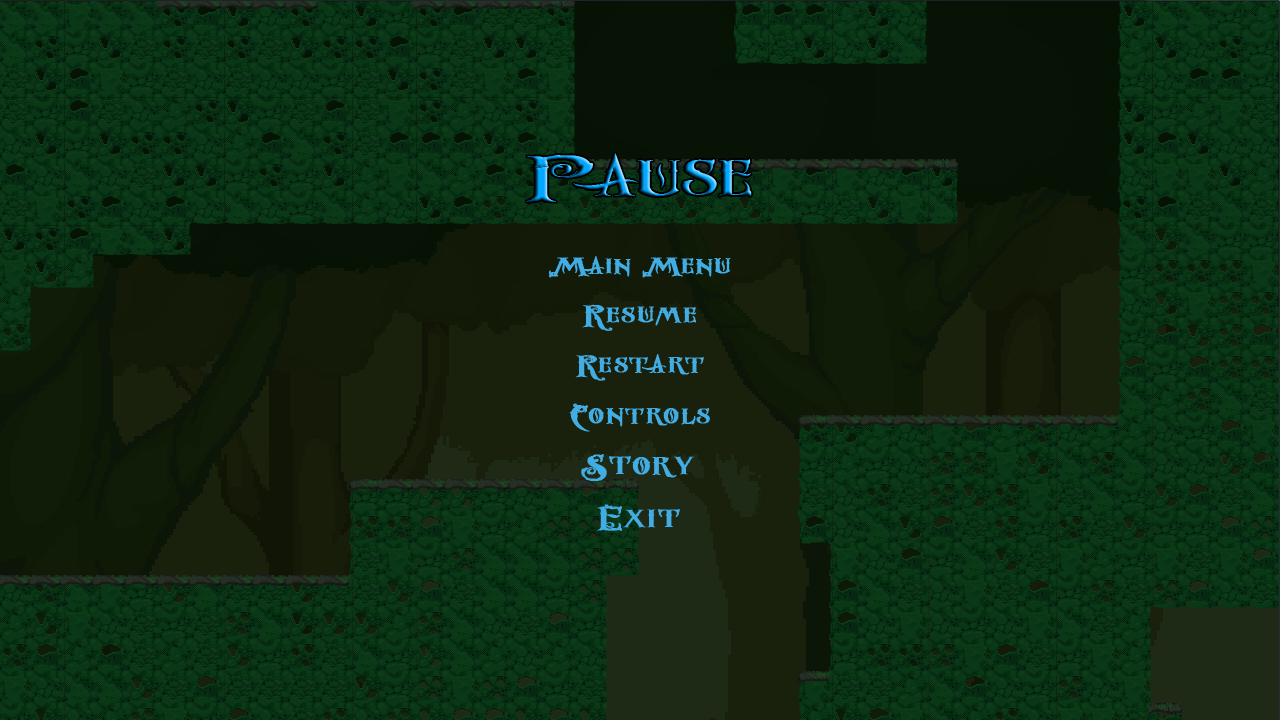 Pause
Main Menu
Resume
Restart
Controls
Story
Exit